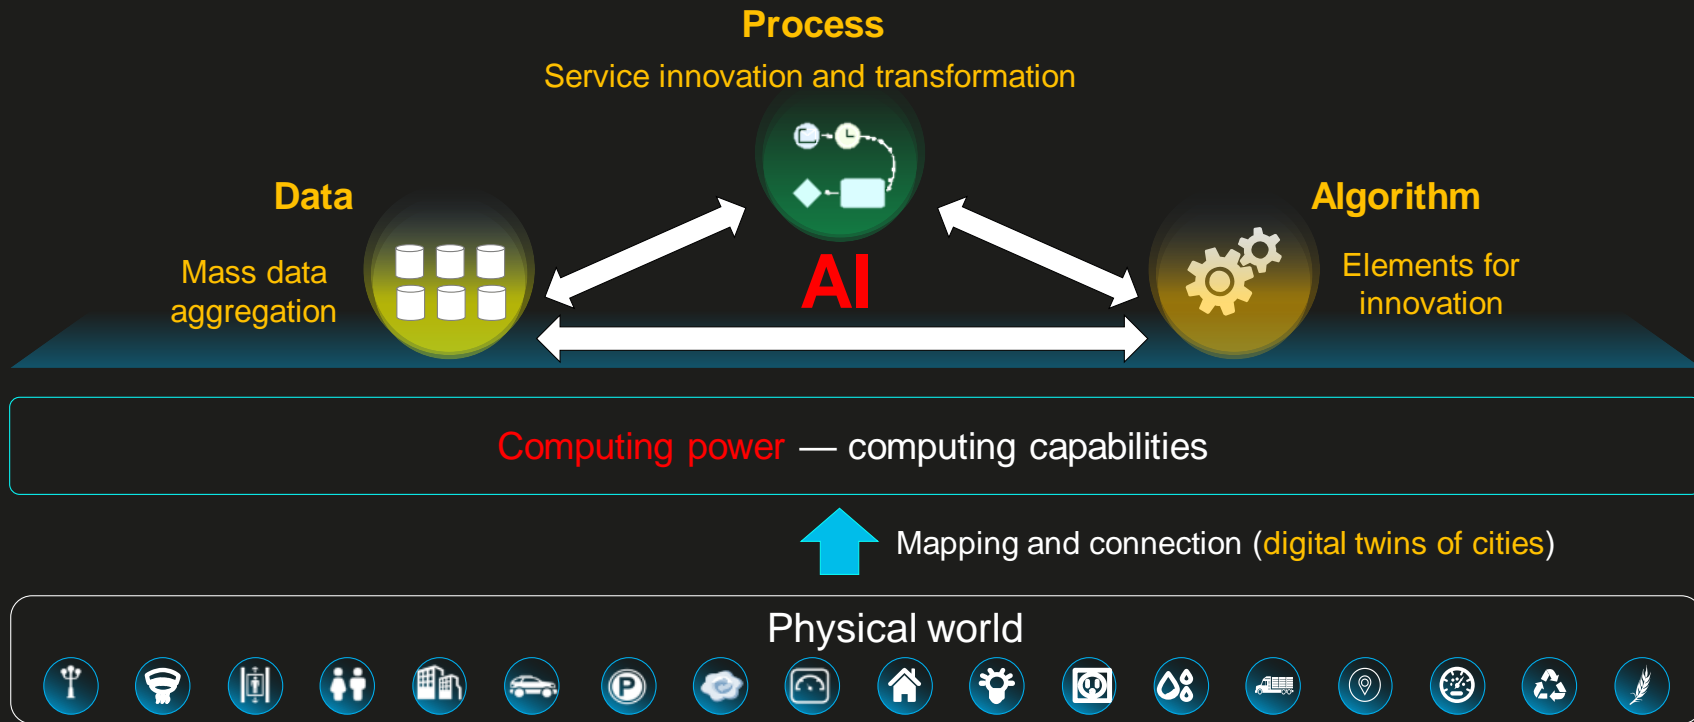 Process
Service innovation and transformation
Data
Algorithm
Mass data
aggregation
AI
Elements for
innovation
Computing power — computing capabilities
Mapping and connection (digital twins of cities)
Physical world
P